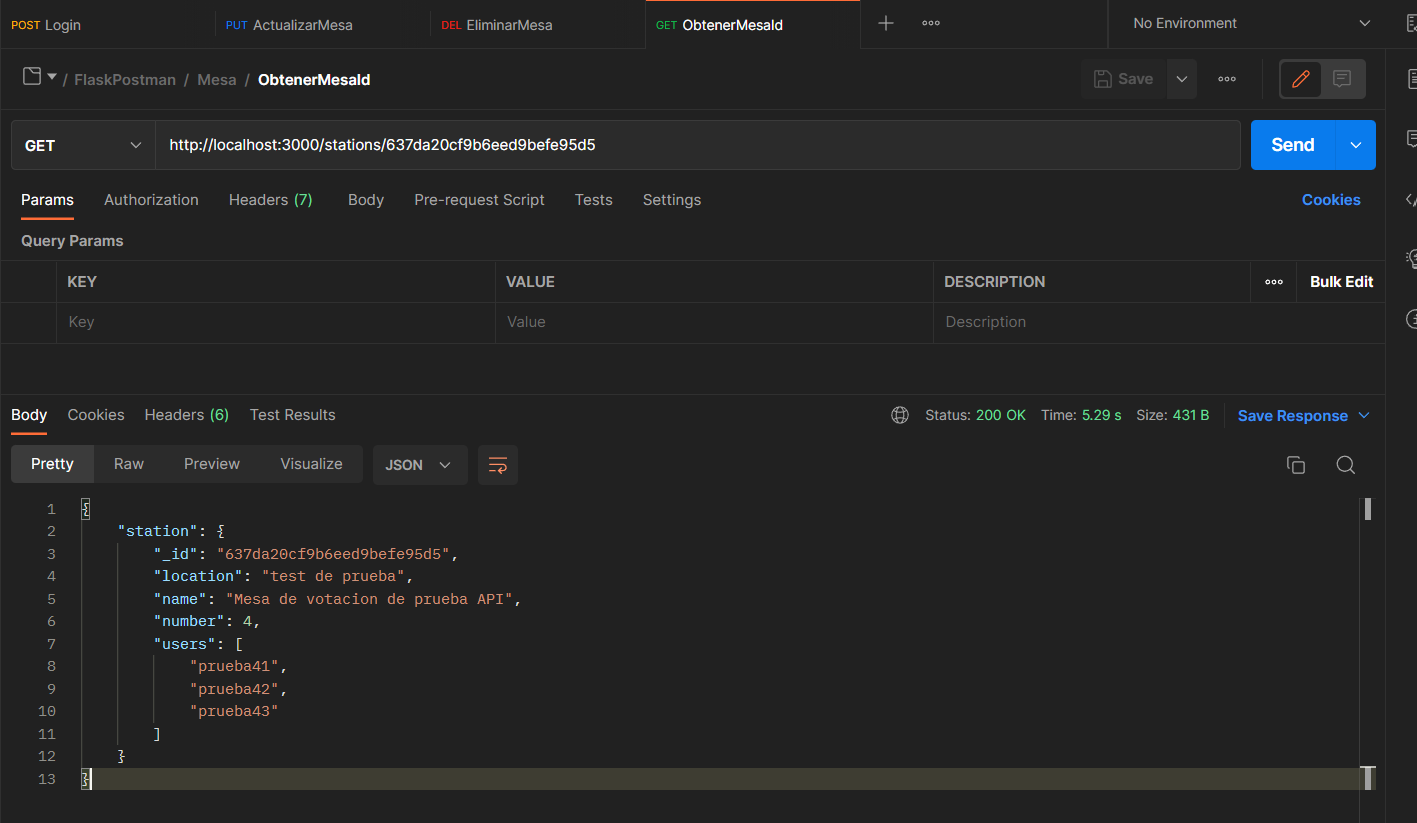 POST Login
PUT ActualizarMesa
DEL EliminarMesa
GET ObtenerMesaId
No Environment
/ FlaskPostman / Mesa / ObtenerMesaId
Save
GET
http://localhost:3000/stations/637da20cf9b6eed9befe95d5
Send
Params Authorization Headers (7) Body Pre-request Script Tests Settings
Cookies
Query Params
KEY VALUE DESCRIPTION
Bulk Edit
Key Value Description
Body Cookies Headers (6) Test Results
Status: 200 OK Time: 5.29 s Size: 431 B
Save Response
Pretty Raw Preview Visualize
JSON
1 {
2 "station": {
3 "_id": "637da20cf9b6eed9befe95d5",
4 "location": "test de prueba",
5 "name": "Mesa de votacion de prueba API",
6 "number": 4,
7 "users": [
8 "prueba41",
9 "prueba42",
10 "prueba43"
11 ]
12 }
13 }